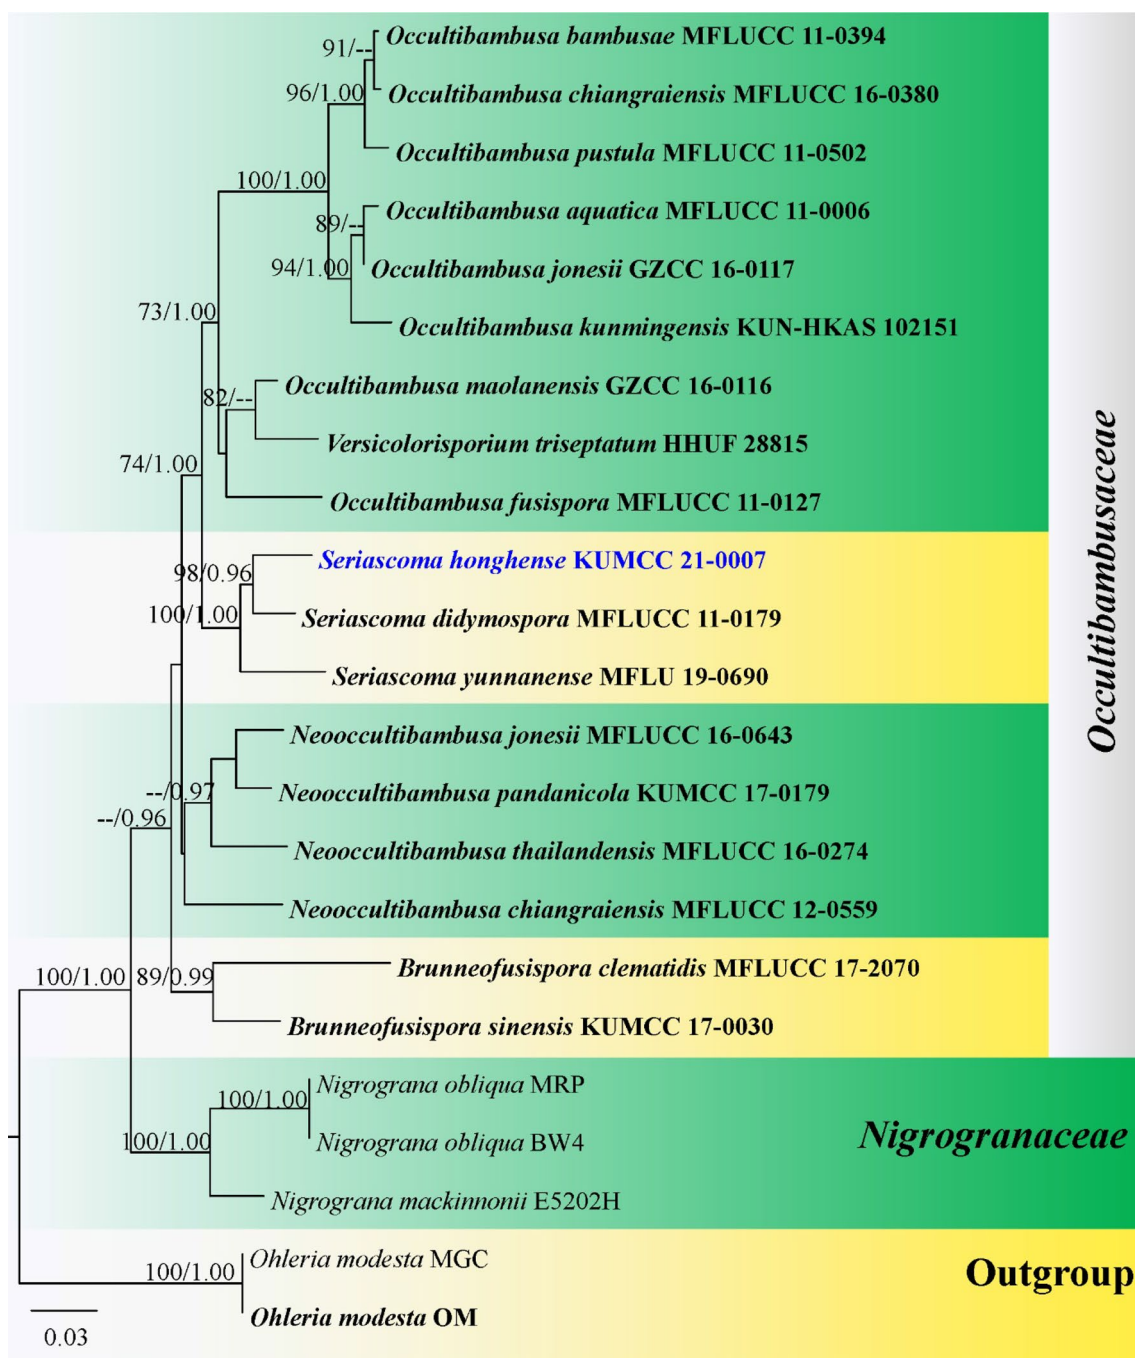 Occultibambusa bambusae MFLUCC 11-0394
91/--
96/1.00
Occultibambusa chiangraiensis MFLUCC 16-0380
Occultibambusa pustula MFLUCC 11-0502
100/1.00
Occultibambusa aquatica MFLUCC 11-0006
89/--
94/1.00
Occultibambusa jonesii GZCC 16-0117
73/1.00
Occultibambusa kunmingensis KUN-HKAS 102151
Occultibambusa maolanensis GZCC 16-0116
82/--
Versicolorisporium triseptatum HHUF 28815
74/1.00
Occultibambusa fusispora MFLUCC 11-0127
Seriascoma honghense KUMCC 21-0007
98/0.96
100/1.00
Seriascoma didymospora MFLUCC 11-0179
Seriascoma yunnanense MFLU 19-0690
Occultibambusaceae
Neooccultibambusa jonesii MFLUCC 16-0643
--/0.97
Neooccultibambusa pandanicola KUMCC 17-0179
--/0.96
Neooccultibambusa thailandensis MFLUCC 16-0274
Neooccultibambusa chiangraiensis MFLUCC 12-0559
Brunneofusispora clematidis MFLUCC 17-2070
100/1.00
89/0.99
Brunneofusispora sinensis KUMCC 17-0030
Nigrograna obliqua MRP
100/1.00
100/1.00
Nigrograna obliqua BW4
Nigrogranaceae
Nigrograna mackinnonii E5202H
Ohleria modesta MGC
100/1.00
Outgroup
Ohleria modesta OM
0.03